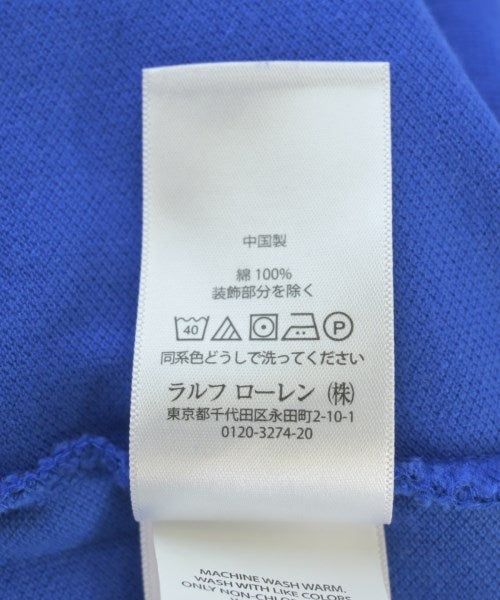 中国製
綿 100%
装飾部分を除く
40 P
同系色どうしで洗ってください
ラルフ ローレン (株)
東京都千代田区永田町2-10-1
0120-3274-20
MACHINE WASH WARM.
WASH WITH LIKE COLORS
ONLY NON-CHLO